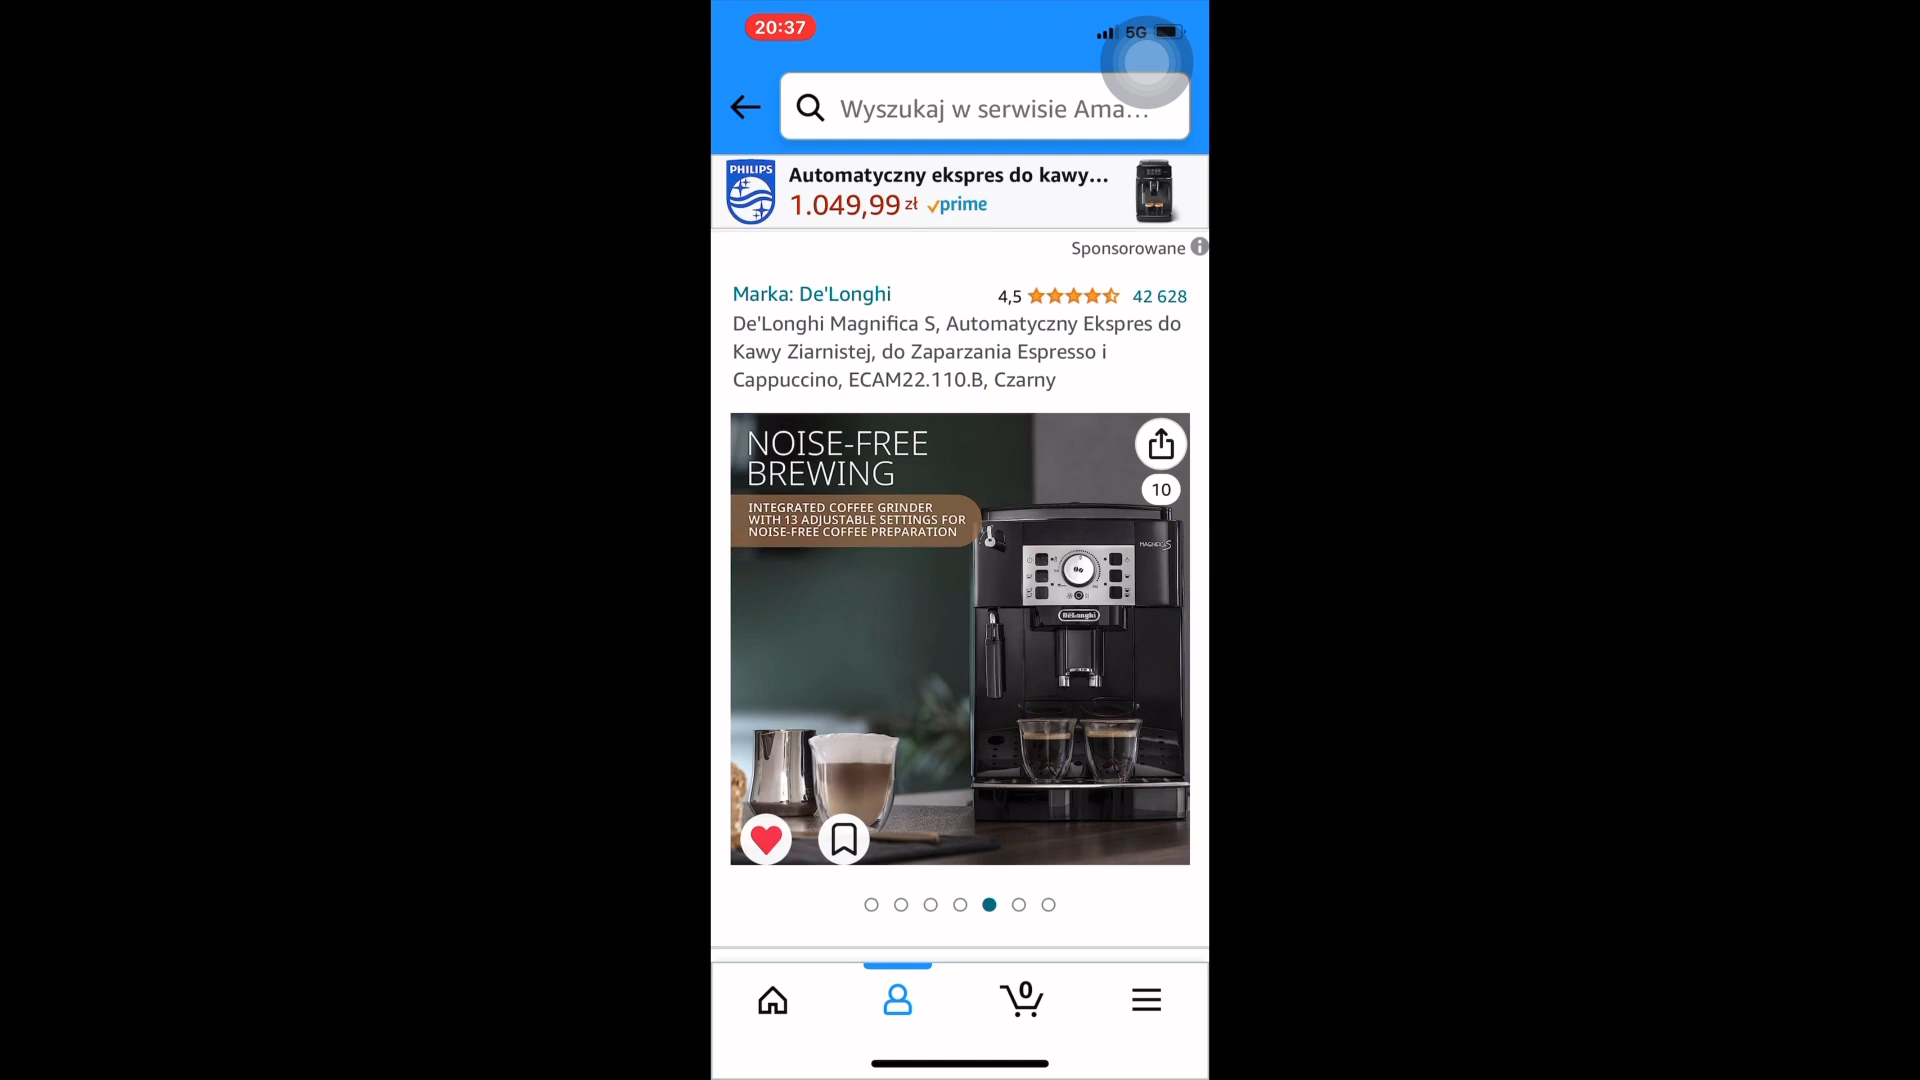 20:37
5G
Wyszukaj w serwisie Ama...
PHILIPS
Automatyczny ekspres do kawy...
1.049,99 zł prime
Sponsorowane
Marka: De'Longhi
4,5 42 628
De'Longhi Magnifica S, Automatyczny Ekspres do
Kawy Ziarnistej, do Zaparzania Espresso i
Cappuccino, ECAM22.110.B, Czarny
NOISE-FREE
BREWING
10
INTEGRATED COFFEE GRINDER
WITH 13 ADJUSTABLE SETTINGS FOR
NOISE-FREE COFFEE PREPARATION
MAGNIFICA S
DeLonghi
0